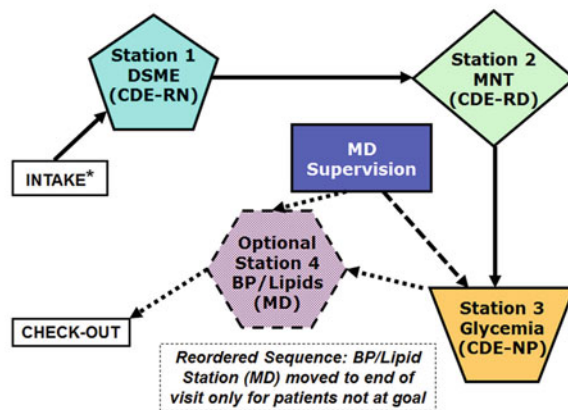 Station 1
DSME
(CDE-RN)
Station 2
MNT
(CDE-RD)
INTAKE*
MD
Supervision
Optional
Station 4
BP/Lipids
(MD)
Station 3
Glycemia
(CDE-NP)
CHECK-OUT
Reordered Sequence: BP/Lipid
Station (MD) moved to end of
visit only for patients not at goal